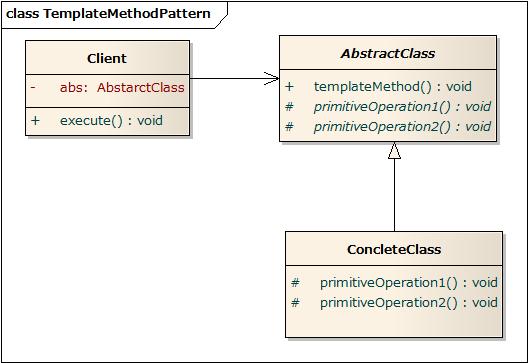 class TemplateMethodPattern
Client
- abs: AbstarctClass
+ execute() : void
AbstractClass
+ templateMethod() : void
# primitiveOperation1() : void
# primitiveOperation2() : void
ConcleteClass
# primitiveOperation1() : void
# primitiveOperation2() : void